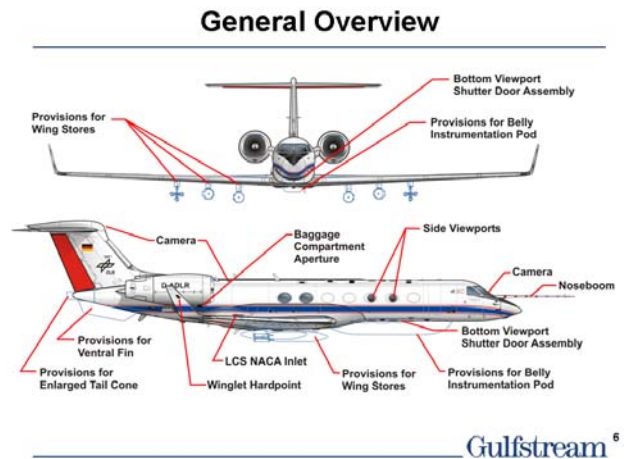 General Overview
Bottom Viewport
Shutter Door Assembly
Provisions for
Wing Stores
Provisions for Belly
Instrumentation Pod
Camera
Baggage
Compartment
Aperture
Side Viewports
Camera
Noseboom
D-ADLR
DLR
Bottom Viewport
Shutter Door Assembly
Provisions for
Ventral Fin
LCS NACA Inlet
Provisions for
Enlarged Tail Cone
Winglet Hardpoint
Provisions for
Wing Stores
Provisions for Belly
Instrumentation Pod
Gulfstream
6